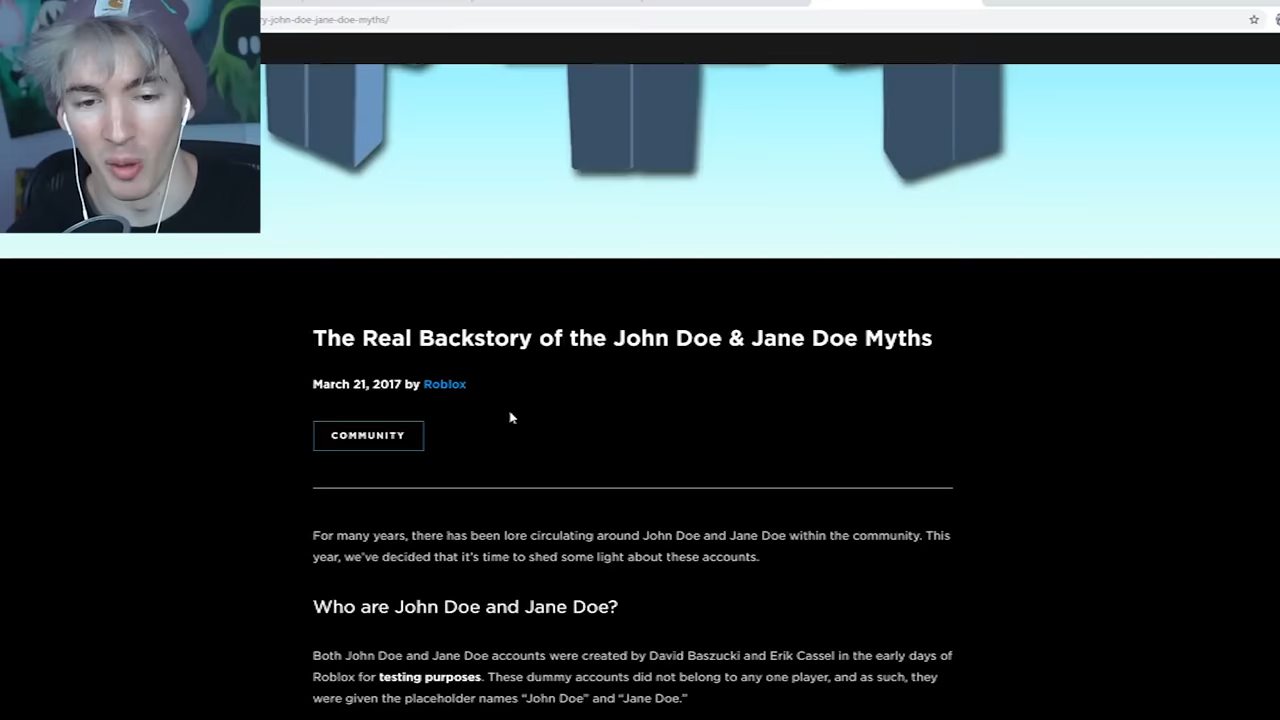 y-john-doe-jane-doe-myths/
The Real Backstory of the John Doe & Jane Doe Myths
March 21, 2017 by Roblox
COMMUNITY
For many years, there has been lore circulating around John Doe and Jane Doe within the community. This
year, we've decided that it's time to shed some light about these accounts.
Who are John Doe and Jane Doe?
Both John Doe and Jane Doe accounts were created by David Baszucki and Erik Cassel in the early days of
Roblox for testing purposes. These dummy accounts did not belong to any one player, and as such, they
were given the placeholder names “John Doe” and “Jane Doe.”